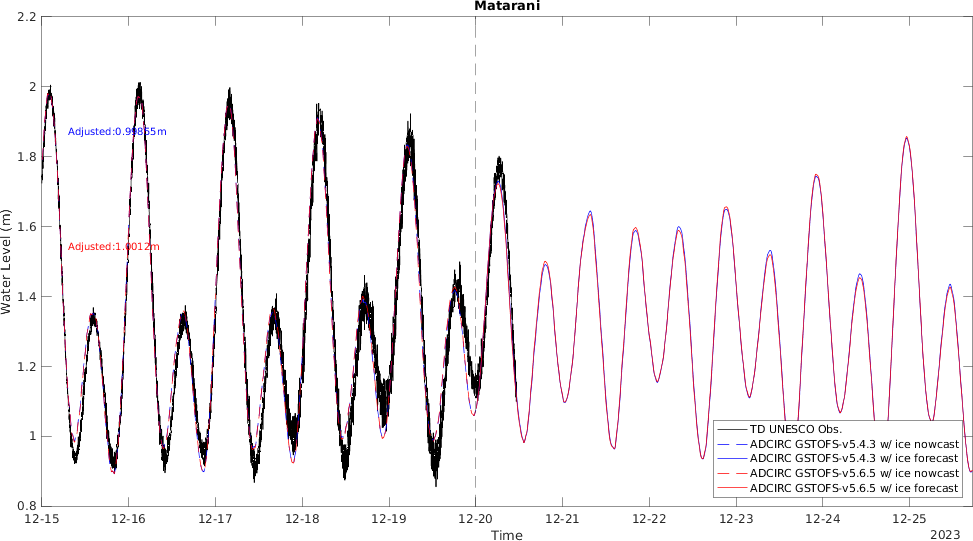 Matarani
2.2
2
1.8
1.6
1.4
1.2
1
0.8
Water Level (m)
Adjusted:0.99865m
Adjusted:1.0012m
TD UNESCO Obs.
ADCIRC GSTOFS-v5.4.3 w/ ice nowcast
ADCIRC GSTOFS-v5.4.3 w/ ice forecast
ADCIRC GSTOFS-v5.6.5 w/ ice nowcast
ADCIRC GSTOFS-v5.6.5 w/ ice forecast
12-15 12-16 12-17 12-18 12-19 12-20 12-21 12-22 12-23 12-24 12-25
Time
2023